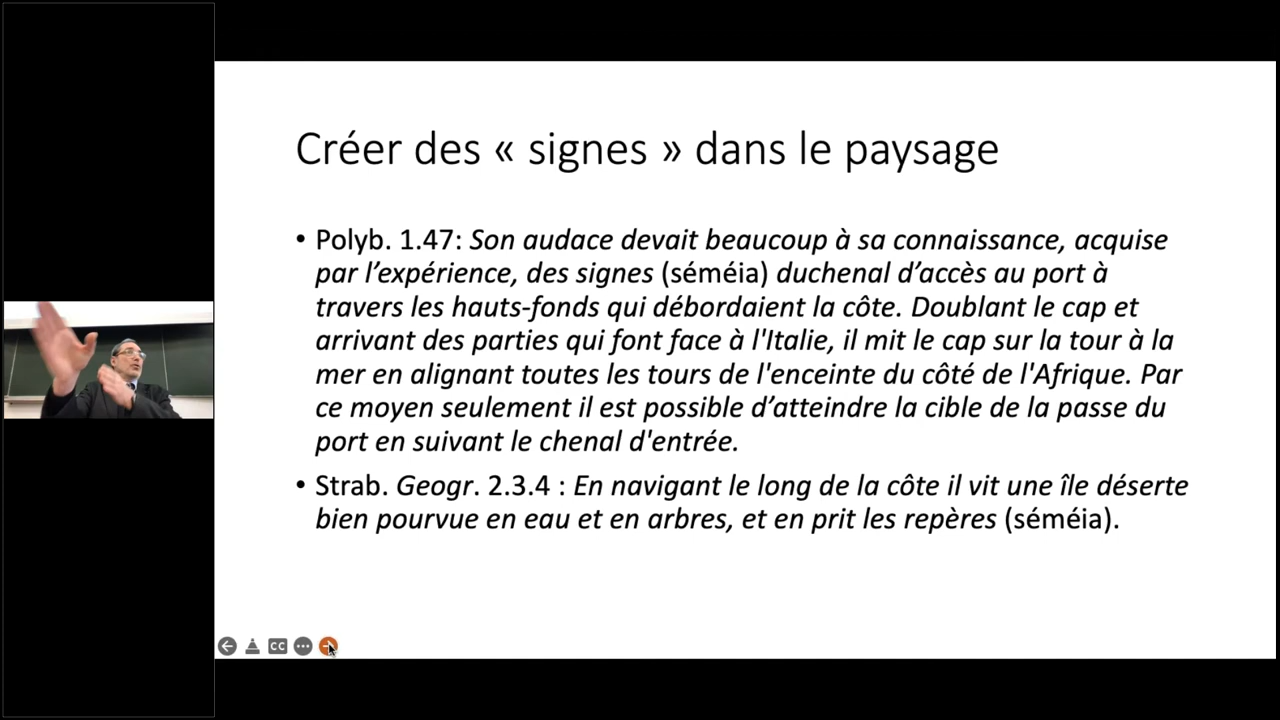 Créer des « signes » dans le paysage
• Polyb. 1.47: Son audace devait beaucoup à sa connaissance, acquise
par l’expérience, des signes (séméia) duchenal d’accès au port à
travers les hauts-fonds qui débordaient la côte. Doublant le cap et
arrivant des parties qui font face à l'Italie, il mit le cap sur la tour à la
mer en alignant toutes les tours de l'enceinte du côté de l'Afrique. Par
ce moyen seulement il est possible d’atteindre la cible de la passe du
port en suivant le chenal d'entrée.
• Strab. Geogr. 2.3.4 : En navigant le long de la côte il vit une île déserte
bien pourvue en eau et en arbres, et en prit les repères (séméia).
CC